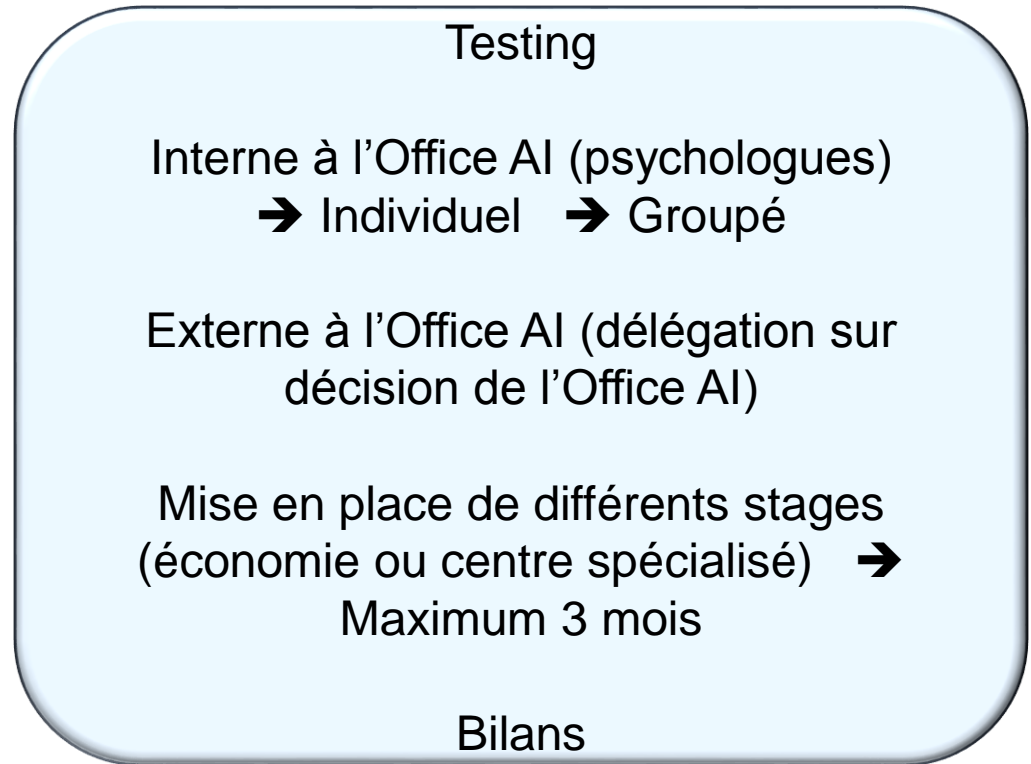 Testing
Interne à l’Office AI (psychologues)
➔ Individuel ➔ Groupé
Externe à l’Office AI (délégation sur
décision de l’Office AI)
Mise en place de différents stages
(économie ou centre spécialisé) ➔
Maximum 3 mois
Bilans